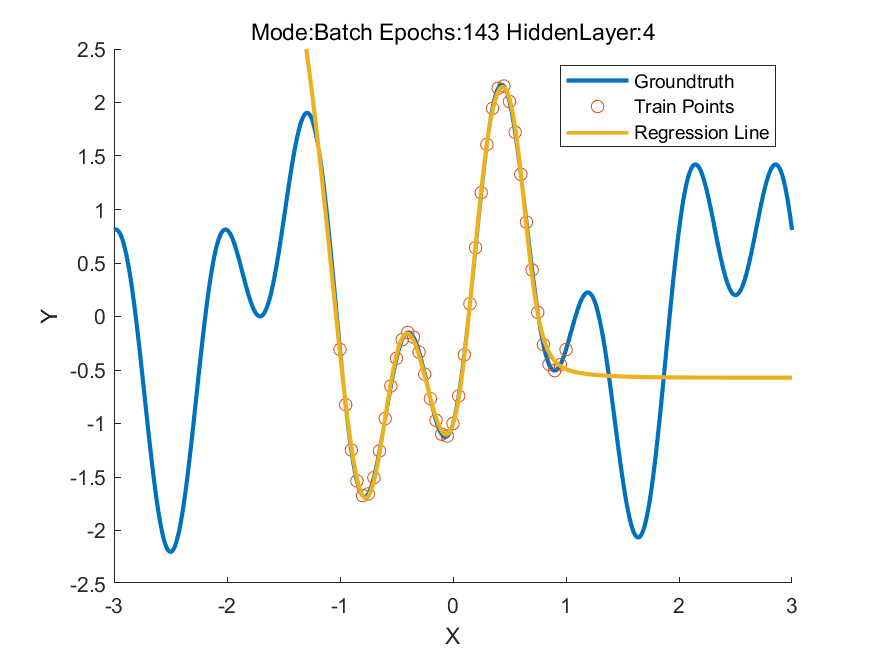 Mode:Batch Epochs:143 HiddenLayer:4
Groundtruth
Train Points
Regression Line
2.5
2
1.5
1
0.5
0
-0.5
-1
-1.5
-2
-2.5
Y
-3 -2 -1 0 1 2 3
X